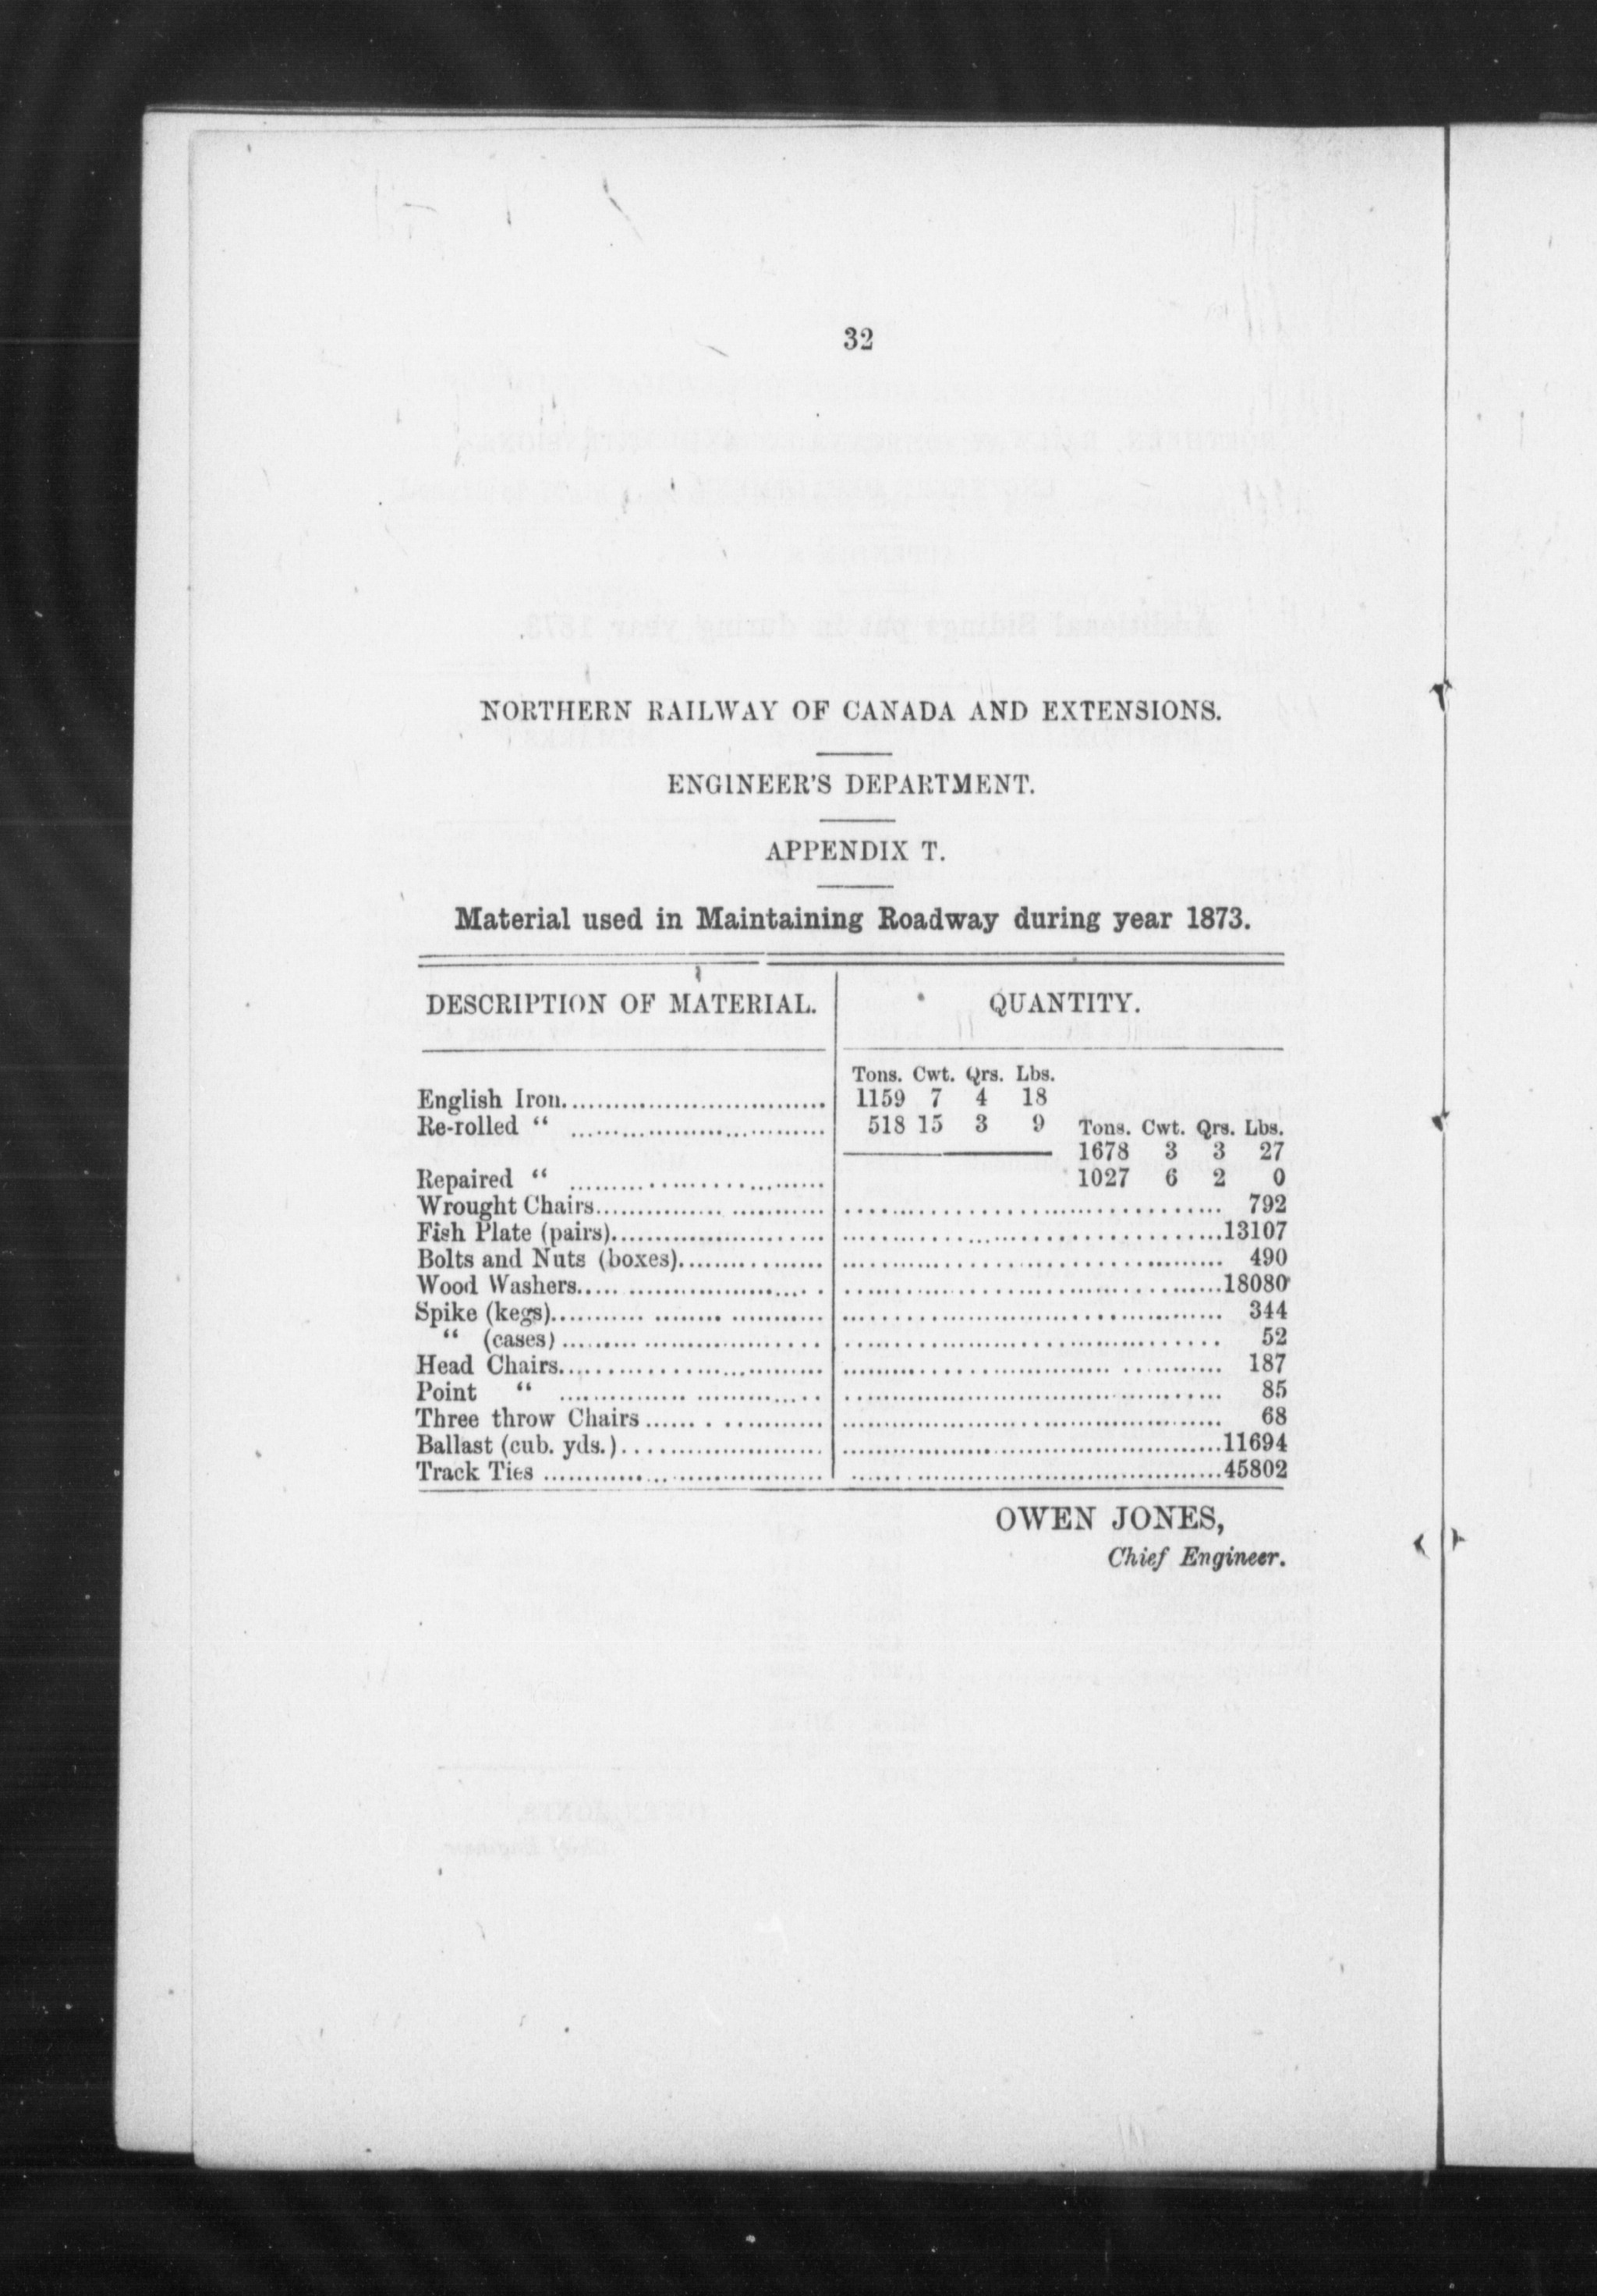 32
NORTHERN RAILWAY OF CANADA AND EXTENSIONS.
ENGINEER'S DEPARTMENT.
APPENDIX T.
Material used in Maintaining Roadway during year 1873.
DESCRIPTION OF MATERIAL. QUANTITY.
Tons. Cwt. Qrs. Lbs.
English Iron.............................. 1159 7 4 18
Re-rolled “ ............................. 518 15 3 9 Tons. Cwt. Qrs. Lbs.
1678 3 3 27
Repaired “ ............................. 1027 6 2 0
Wrought Chairs.......................... 792
Fish Plate (pairs)........................ 13107
Bolts and Nuts (boxes)................. 490
Wood Washers............................ 18080
Spike (kegs).............................. 344
“ (cases).............................. 52
Head Chairs.............................. 187
Point “ .............................. 85
Three throw Chairs...................... 68
Ballast (cub. yds.)....................... 11694
Track Ties ................................ 45802
OWEN JONES,
Chief Engineer.